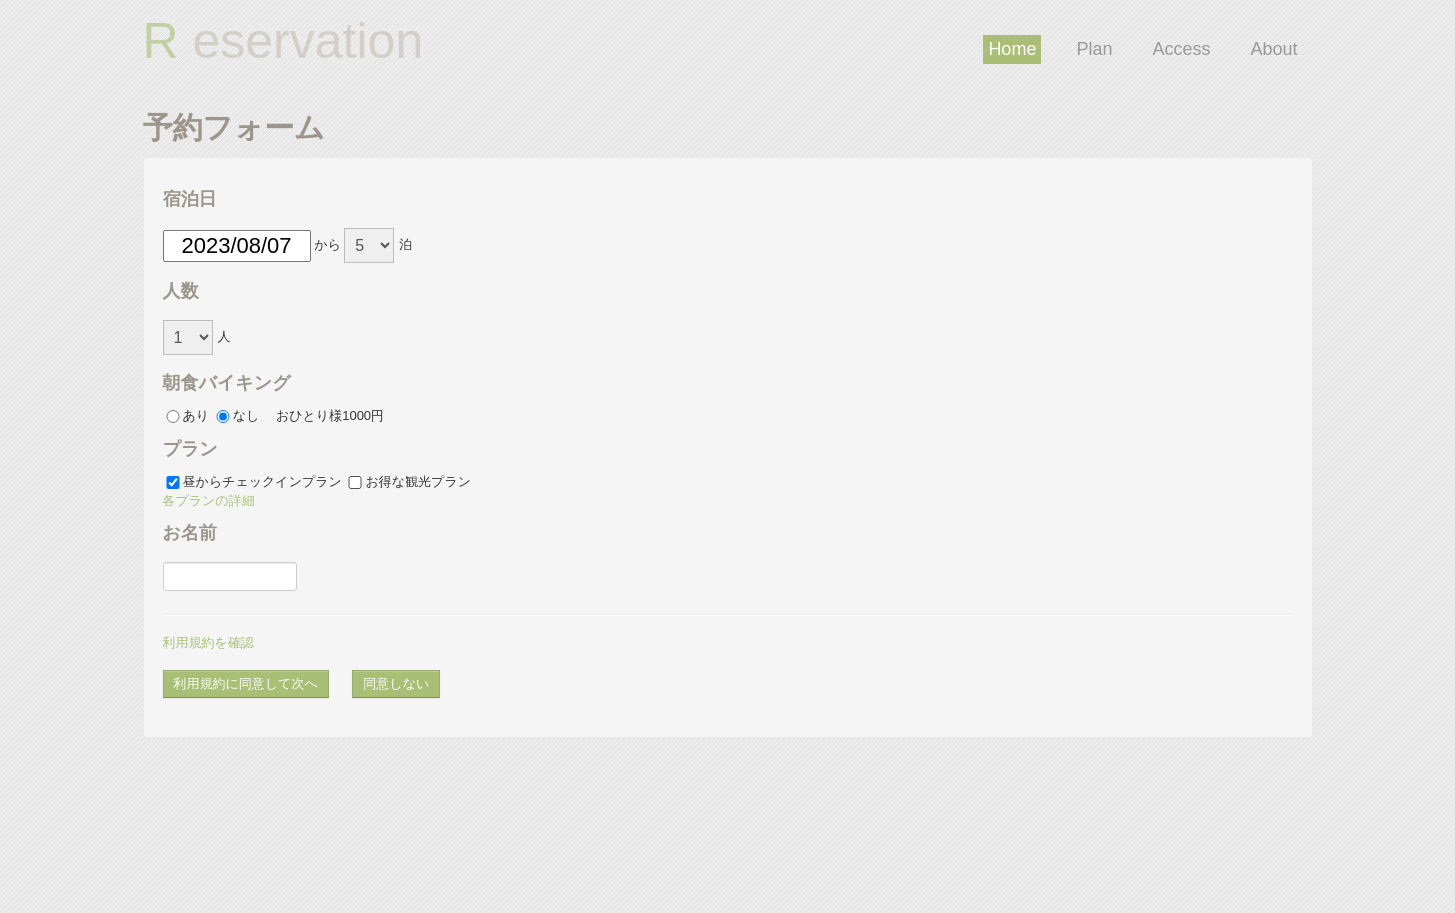 R eservation
Home Plan Access About
予約フォーム
宿泊日
2023/08/07 から 5 泊
人数
1 人
朝食バイキング
あり なし おひとり様1000円
プラン
昼からチェックインプラン お得な観光プラン
各プランの詳細
お名前
利用規約を確認
利用規約に同意して次へ 同意しない